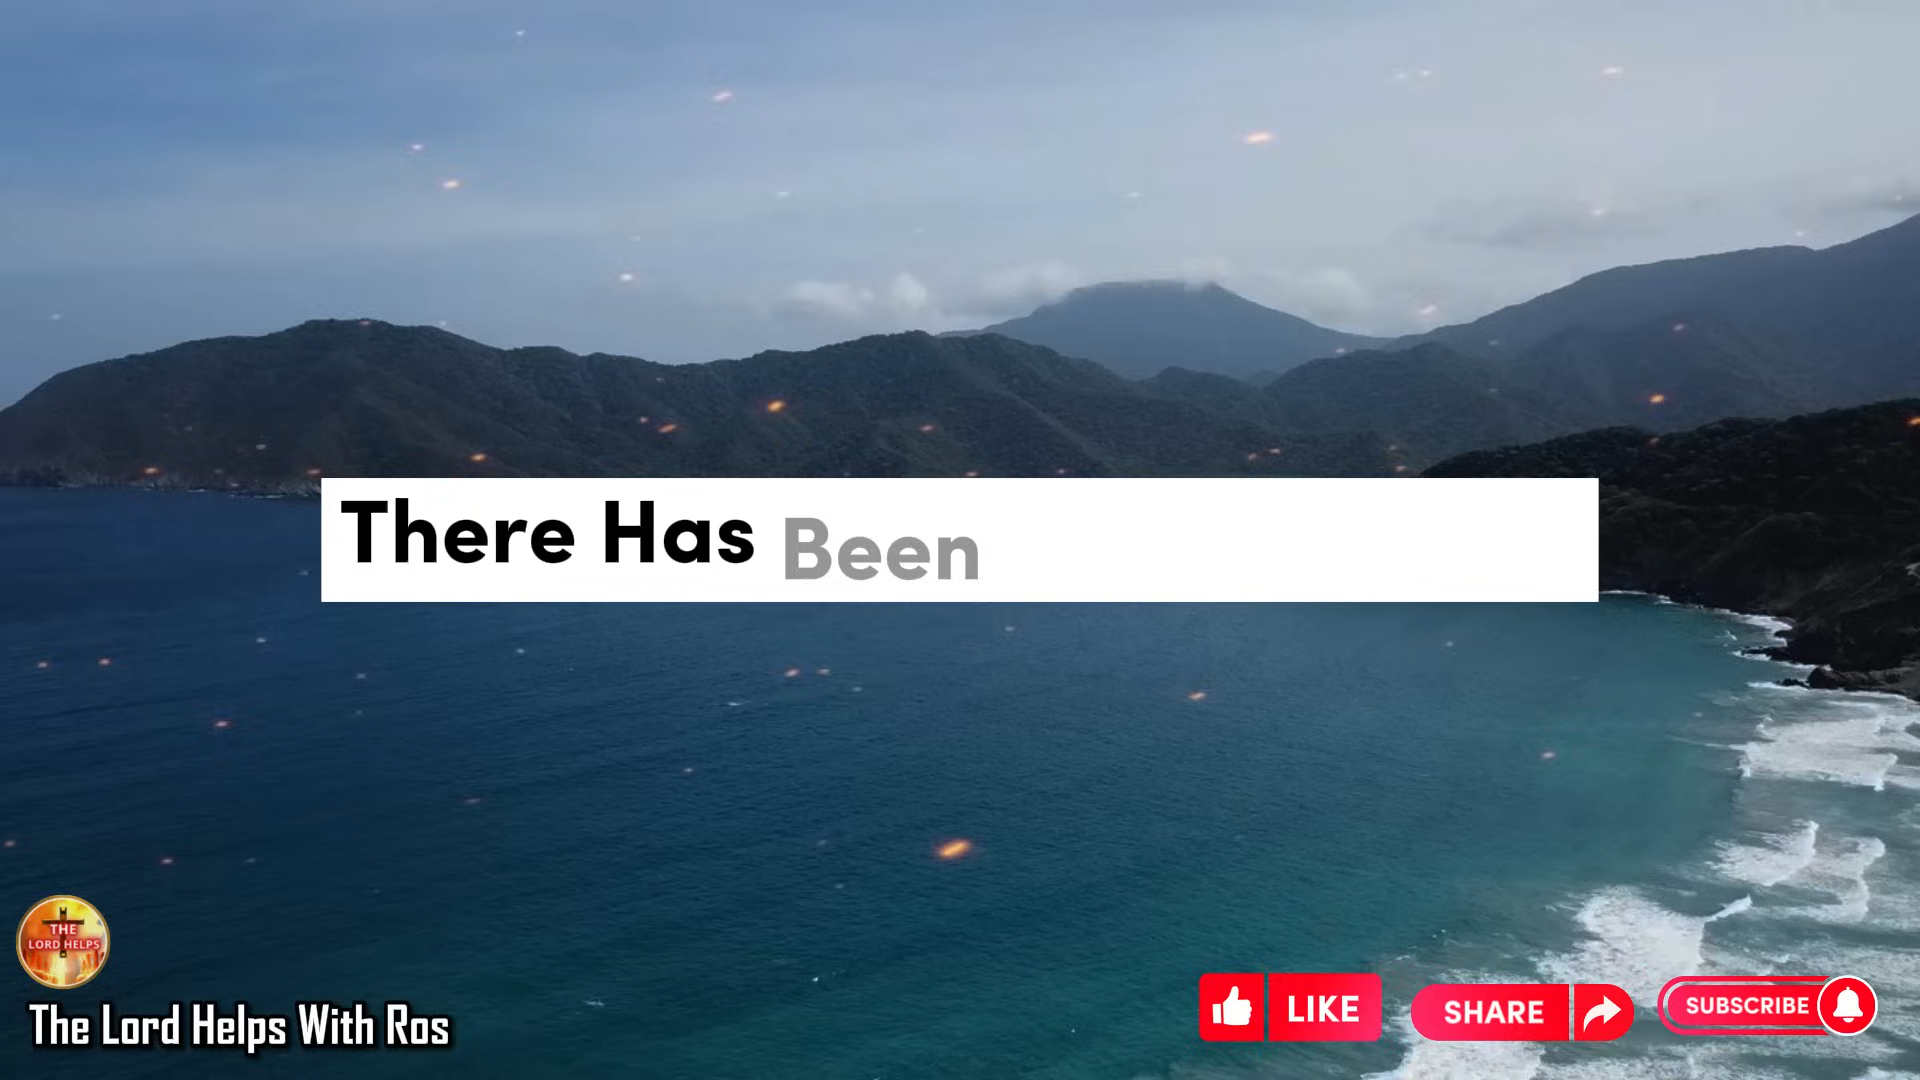 There Has Been
THE
LORD HELPS
The Lord Helps With Ros
LIKE
SHARE
SUBSCRIBE